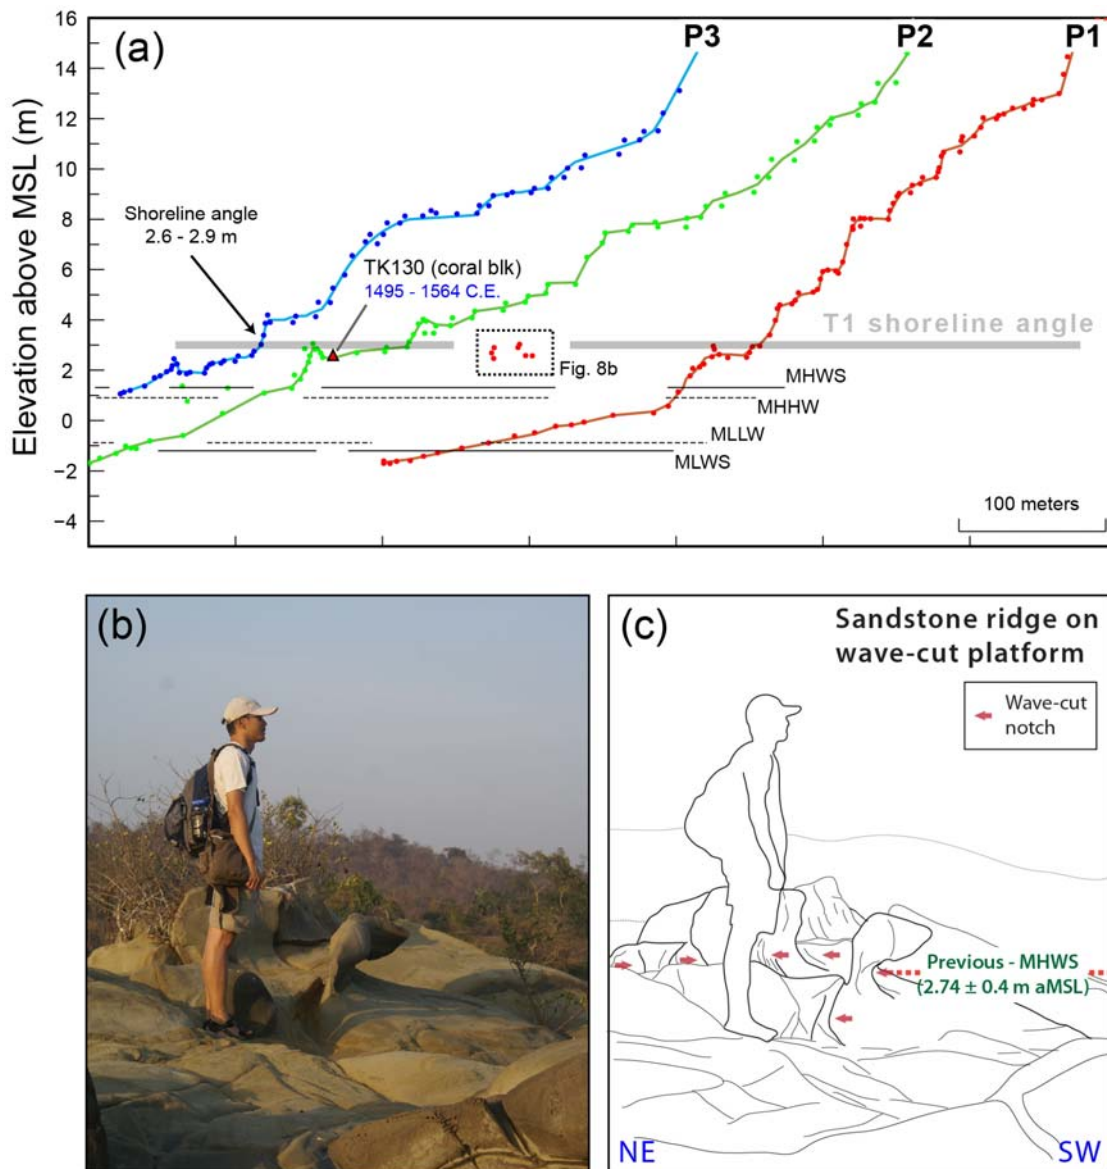 (a)
P3
P2
P1
Elevation above MSL (m)
16
14
12
10
8
6
4
2
0
−2
−4
Shoreline angle
2.6 - 2.9 m
TK130 (coral blk)
1495 - 1564 C.E.
T1 shoreline angle
Fig. 8b
MHWS
MHHW
MLLW
MLWS
100 meters
(b)
(c)
Sandstone ridge on
wave-cut platform
Wave-cut
notch
Previous - MHWS
(2.74 ± 0.4 m aMSL)
NE
SW